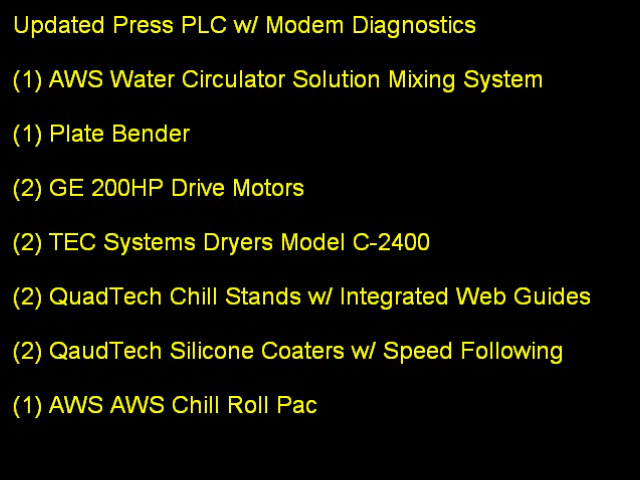 Updated Press PLC w/ Modem Diagnostics
(1) AWS Water Circulator Solution Mixing System
(1) Plate Bender
(2) GE 200HP Drive Motors
(2) TEC Systems Dryers Model C-2400
(2) QuadTech Chill Stands w/ Integrated Web Guides
(2) QaudTech Silicone Coaters w/ Speed Following
(1) AWS AWS Chill Roll Pac